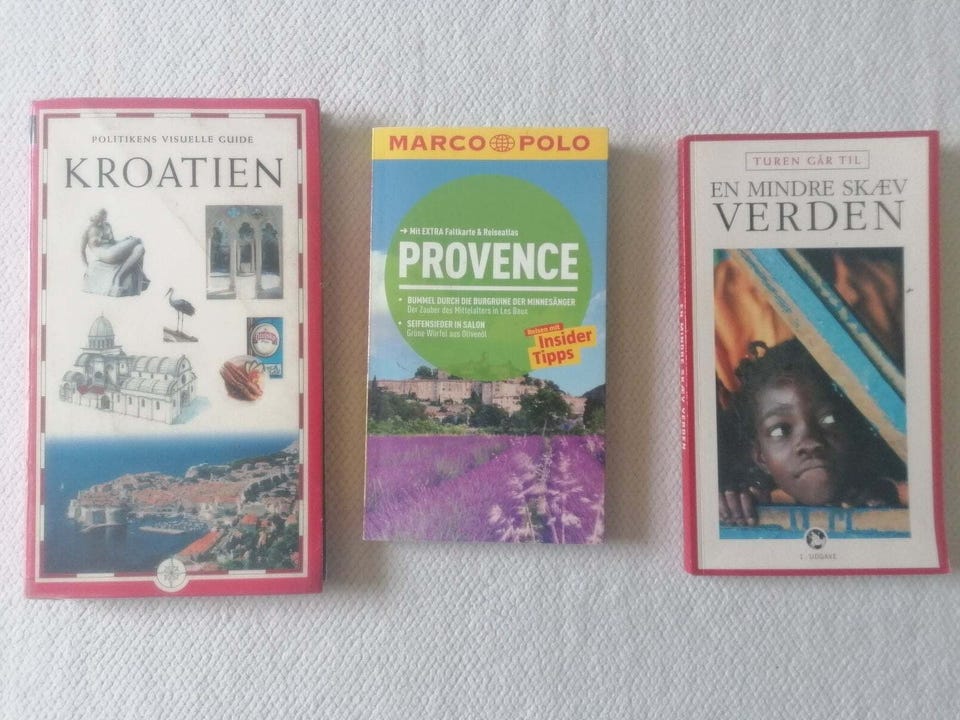 POLITIKENS VISUELLE GUIDE
KROATIEN
MARCO POLO
→ Mit EXTRA Faltkarte & Reiseatlas
PROVENCE
• BUMMEL DURCH DIE BURGRUINE DER MINNESÄNGER
Der Zauber des Mittelalters in Les Baux
• SEIFENSIEDER IN SALON
Grüne Würfel aus Olivenöl
Reisen mit
Insider
Tipps
TUREN GÅR TIL
EN MINDRE SKÆV
VERDEN
EN MINDRE SKÆV VERDEN
1. UDGAVE